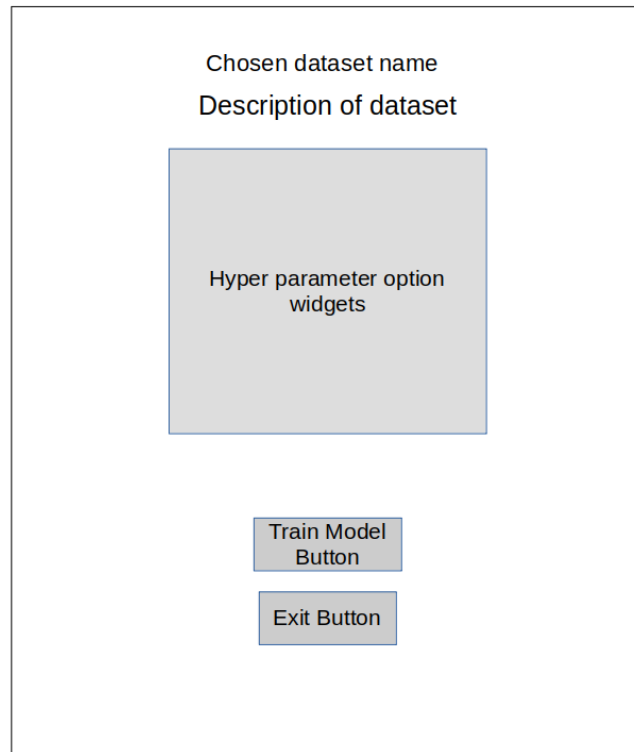 Chosen dataset name
Description of dataset
Hyper parameter option
widgets
Train Model
Button
Exit Button